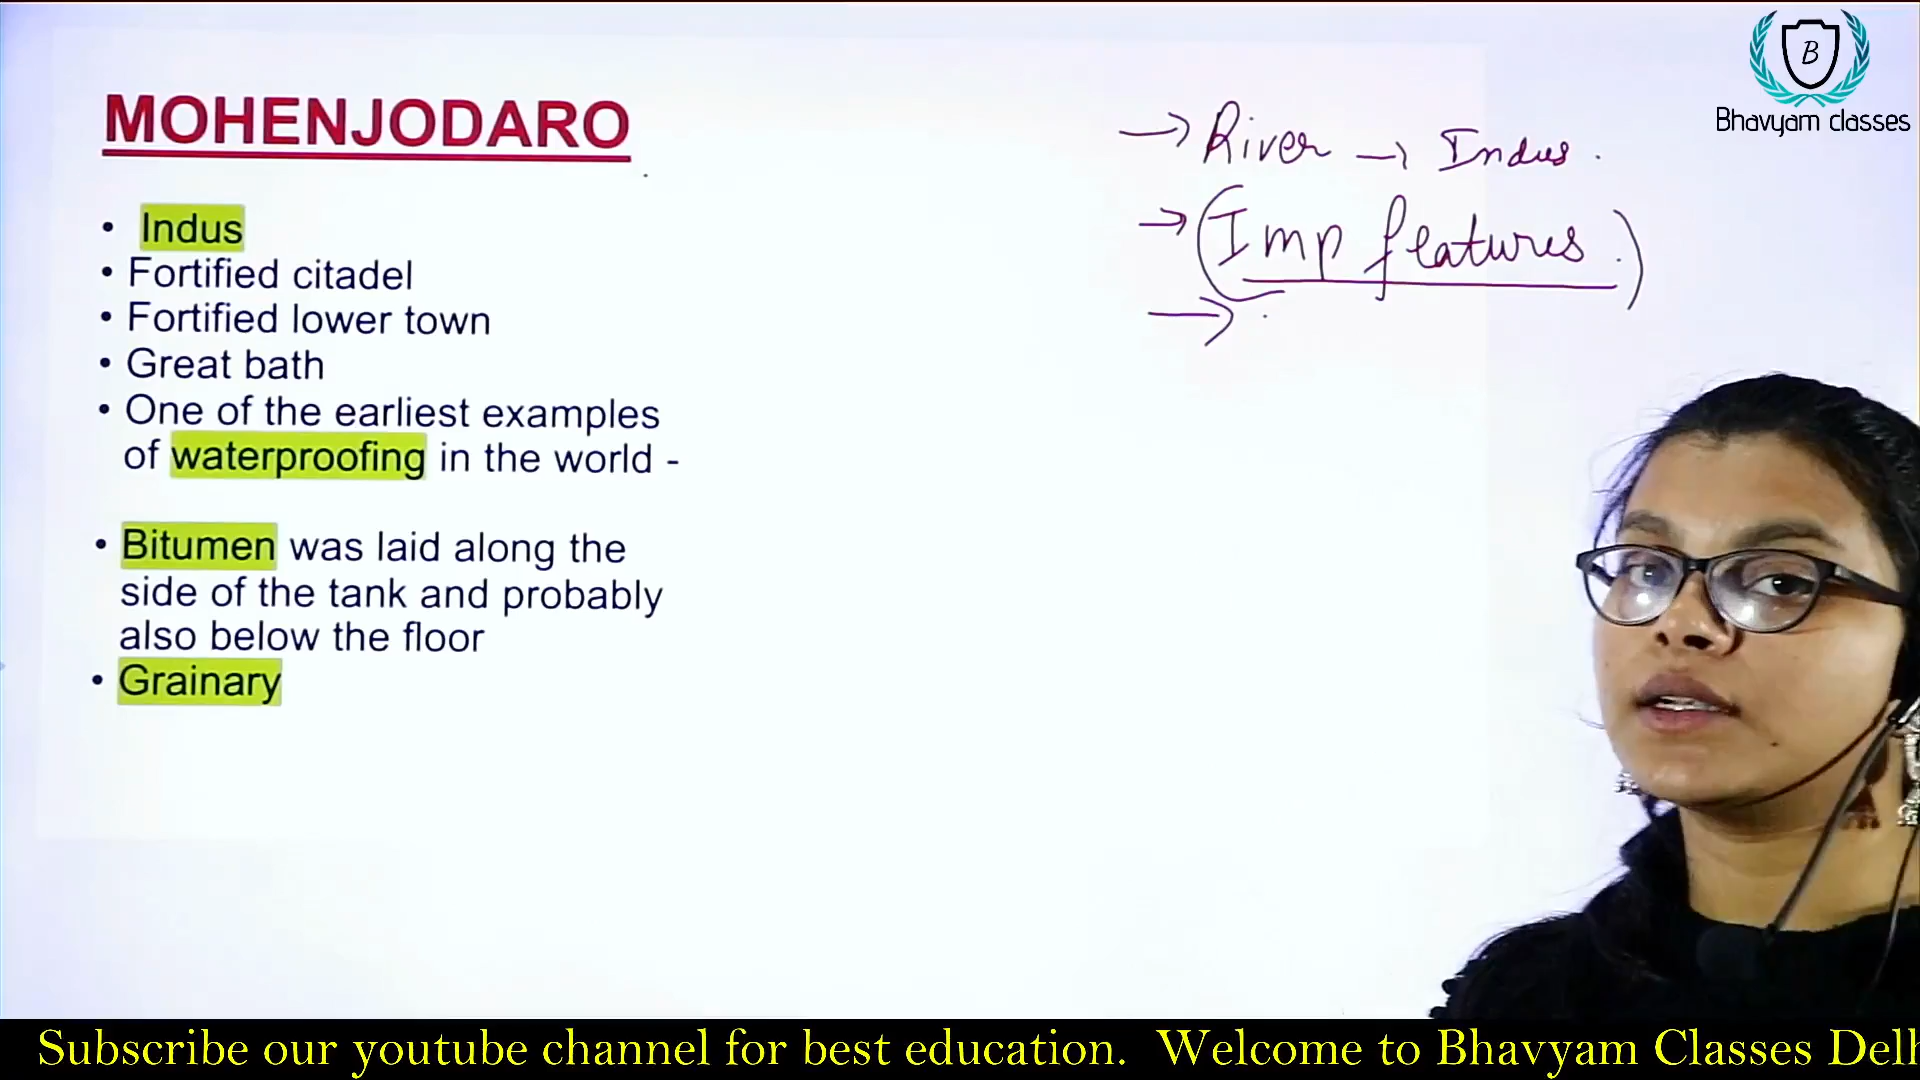 MOHENJODARO
• Indus
• Fortified citadel
• Fortified lower town
• Great bath
• One of the earliest examples
of waterproofing in the world -
• Bitumen was laid along the
side of the tank and probably
also below the floor
• Grainary
→ River → Indus.
→ (Imp features.)
→
B
Bhavyam classes
Subscribe our youtube channel for best education. Welcome to Bhavyam Classes Delh